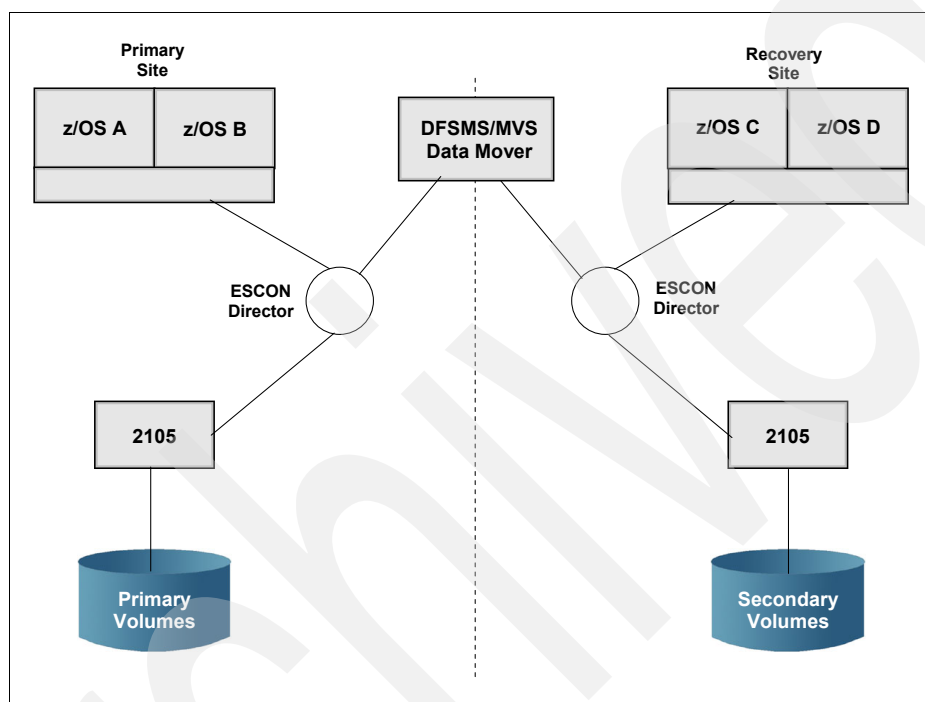 Primary
Site
z/OS A
z/OS B
DFSMS/MVS
Data Mover
Recovery
Site
z/OS C
z/OS D
ESCON
Director
ESCON
Director
2105
2105
Primary
Volumes
Secondary
Volumes